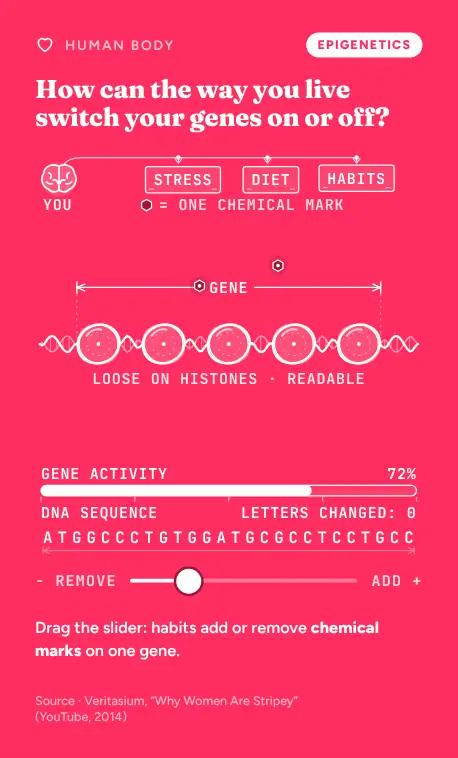 HUMAN BODY
EPIGENETICS
How can the way you live
switch your genes on or off?
STRESS
DIET
HABITS
YOU
= ONE CHEMICAL MARK
GENE
LOOSE ON HISTONES · READABLE
GENE ACTIVITY 72%
DNA SEQUENCE LETTERS CHANGED: 0
ATGGCCCTGTGGATGCGCCTCCTGCC
- REMOVE ADD +
Drag the slider: habits add or remove chemical
marks on one gene.
Source · Veritasium, “Why Women Are Stripey”
(YouTube, 2014)